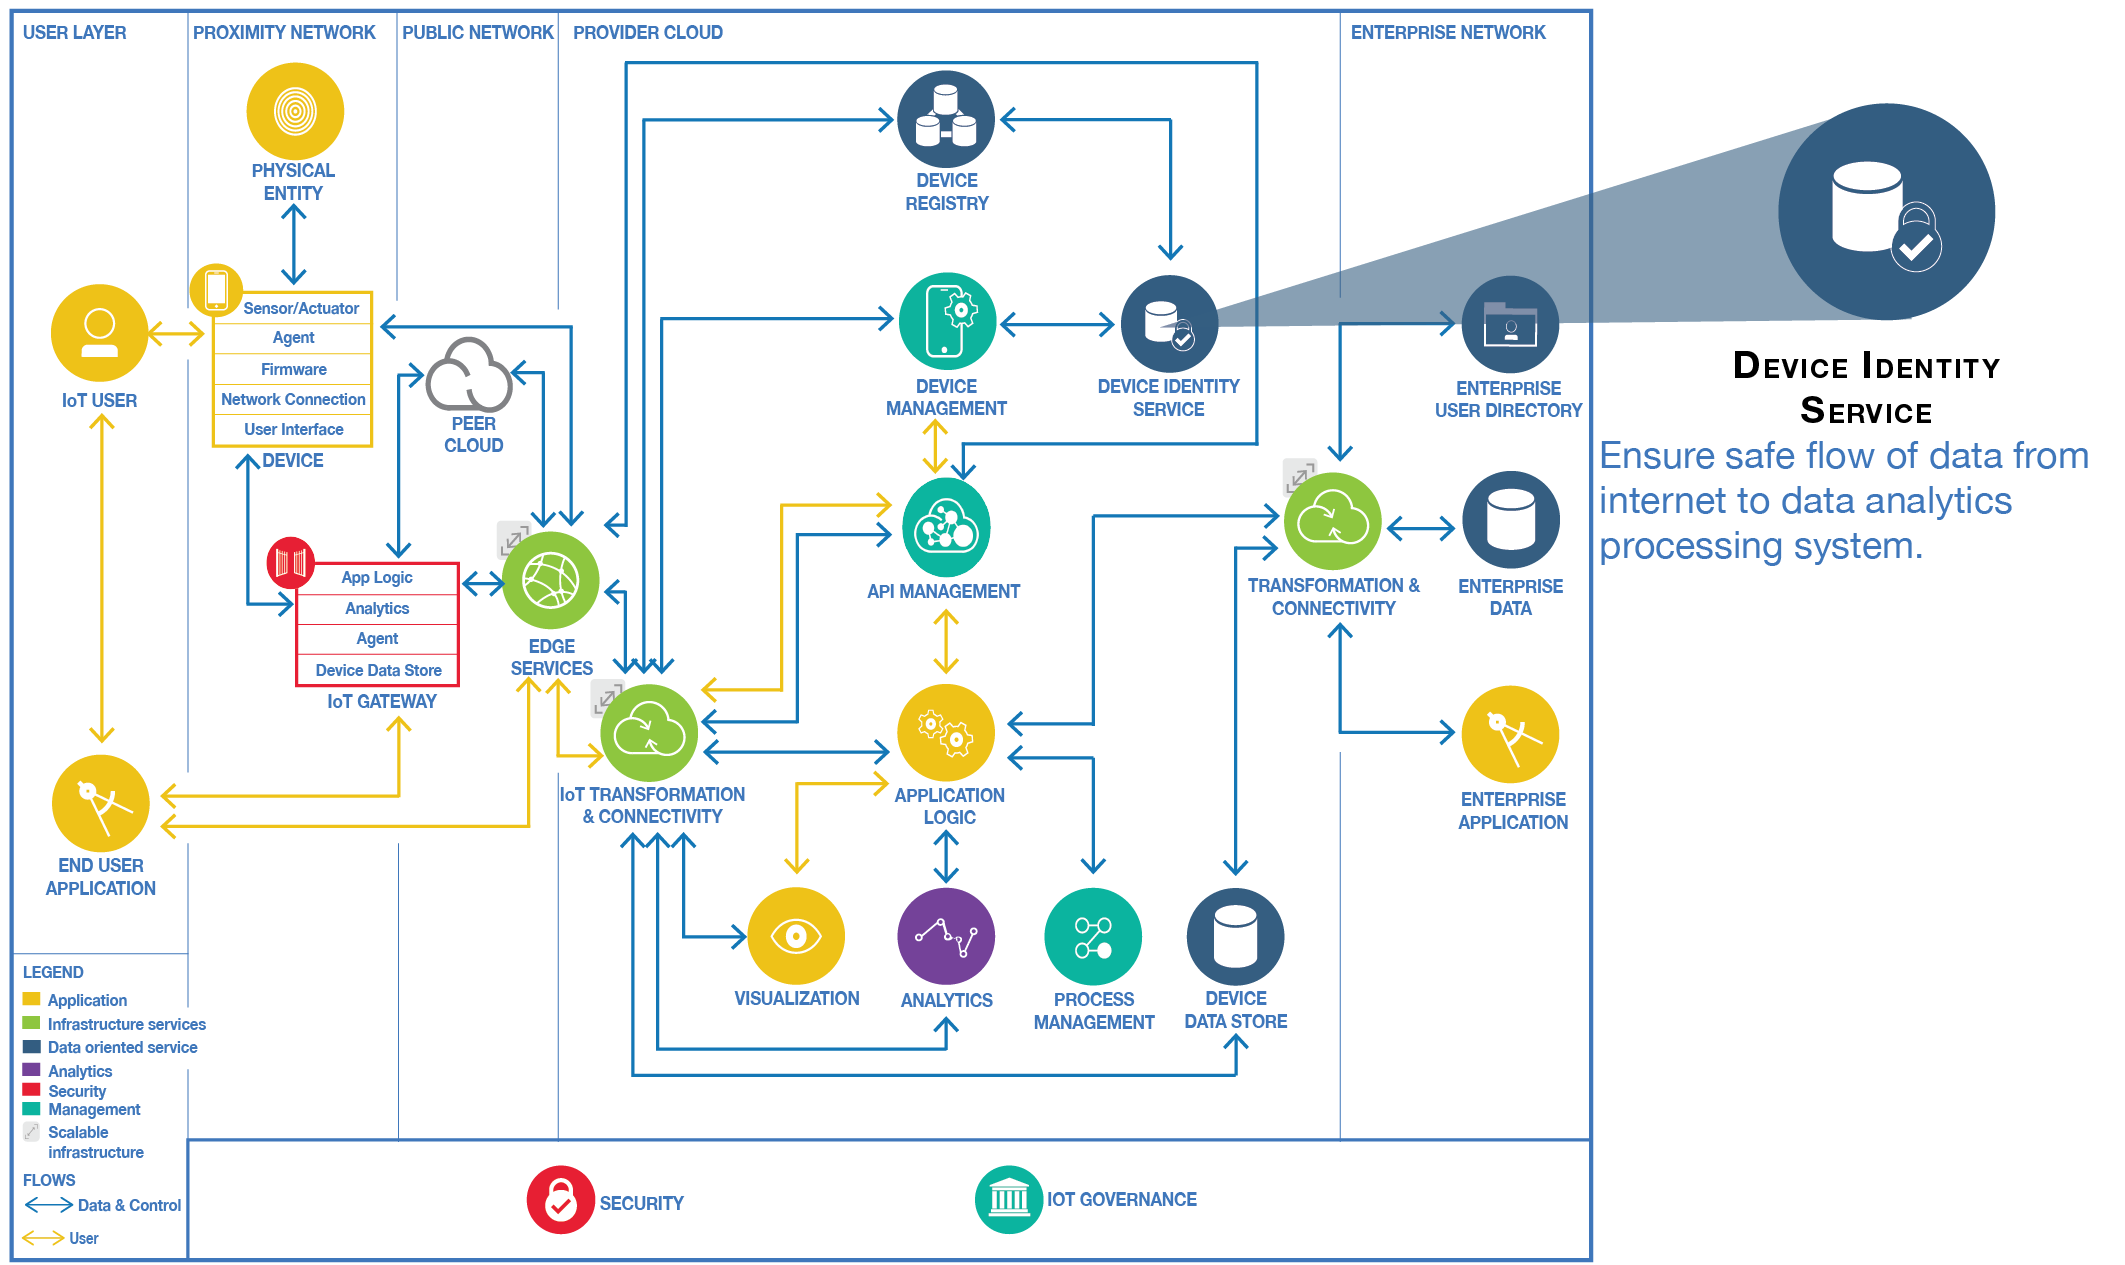 USER LAYER
PROXIMITY NETWORK
PUBLIC NETWORK
PROVIDER CLOUD
ENTERPRISE NETWORK
PHYSICAL
ENTITY
IoT USER
Sensor/Actuator
Agent
Firmware
Network Connection
User Interface
DEVICE
PEER
CLOUD
App Logic
Analytics
Agent
Device Data Store
IoT GATEWAY
EDGE
SERVICES
END USER
APPLICATION
DEVICE
REGISTRY
DEVICE
MANAGEMENT
DEVICE IDENTITY
SERVICE
API MANAGEMENT
IoT TRANSFORMATION
& CONNECTIVITY
APPLICATION
LOGIC
VISUALIZATION
ANALYTICS
PROCESS
MANAGEMENT
DEVICE
DATA STORE
TRANSFORMATION &
CONNECTIVITY
ENTERPRISE
USER DIRECTORY
ENTERPRISE
DATA
ENTERPRISE
APPLICATION
DEVICE IDENTITY
SERVICE
Ensure safe flow of data from
internet to data analytics
processing system.
LEGEND
Application
Infrastructure services
Data oriented service
Analytics
Security
Management
Scalable
infrastructure
FLOWS
Data & Control
User
SECURITY
IOT GOVERNANCE